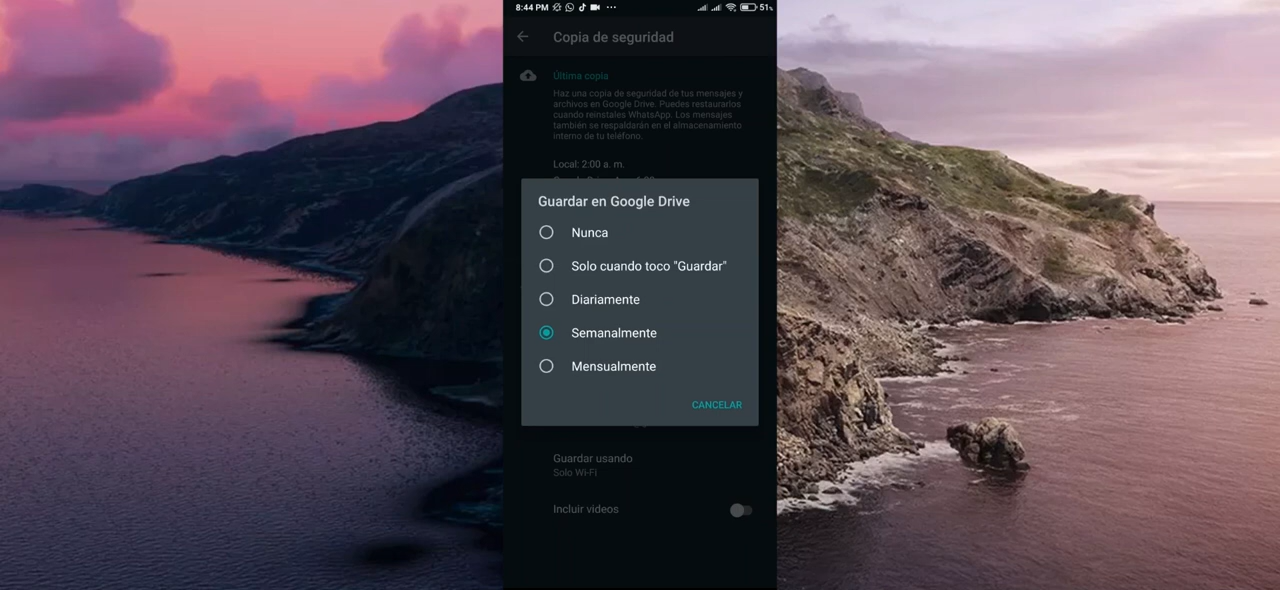 8:44 PM
51%
Copia de seguridad
Última copia
Haz una copia de seguridad de tus mensajes y
archivos en Google Drive. Puedes restaurarlos
cuando reinstales WhatsApp. Los mensajes
también se respaldarán en el almacenamiento
interno de tu teléfono.
Local: 2:00 a. m.
Guardar en Google Drive
Nunca
Solo cuando toco "Guardar"
Diariamente
Semanalmente
Mensualmente
CANCELAR
Guardar usando
Solo Wi-Fi
Incluir videos